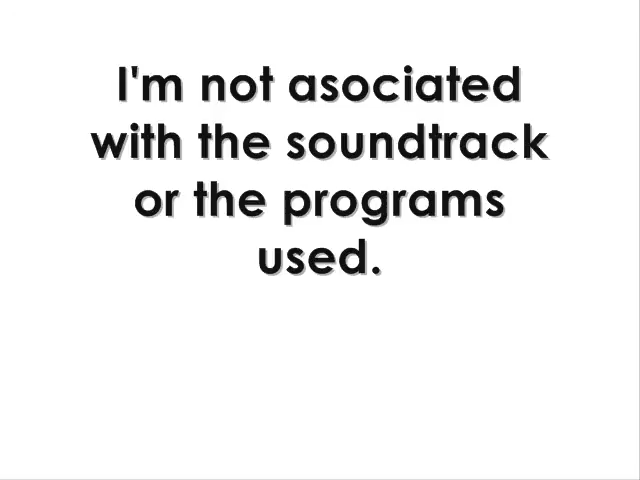 I'm not asociated
with the soundtrack
or the programs
used.